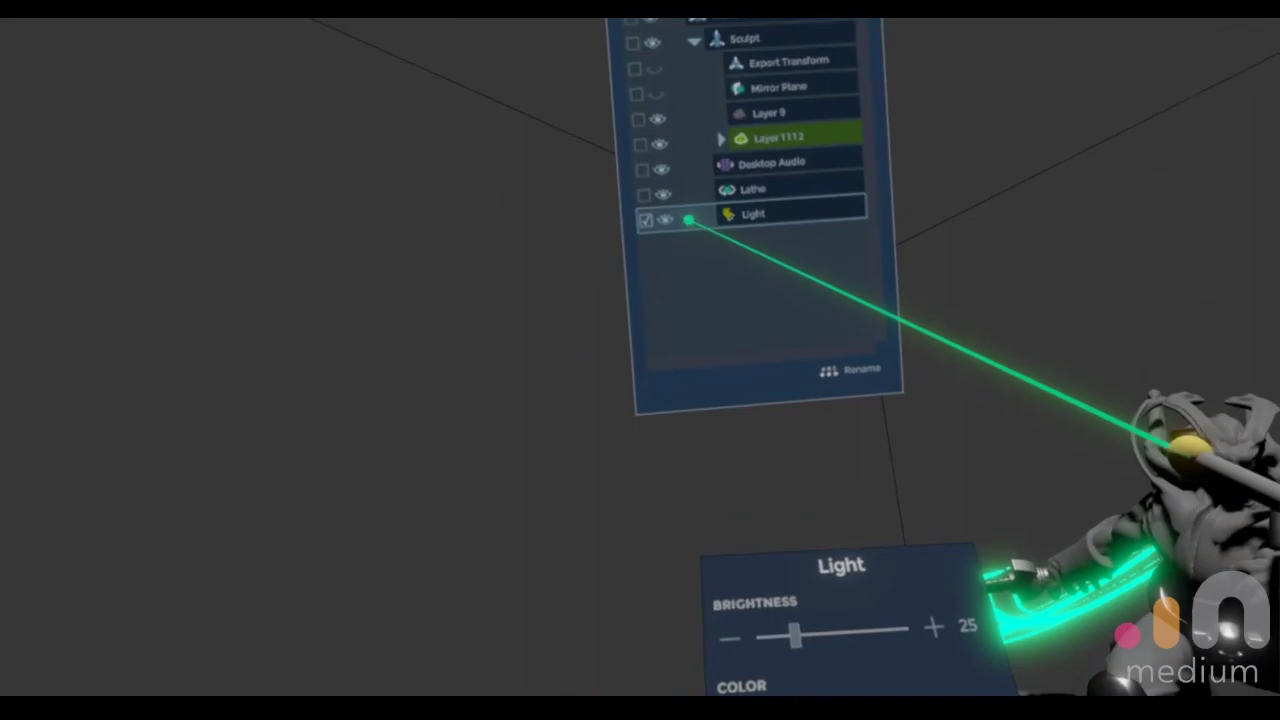 Sculpt
Export Transform
Mirror Plane
Layer 9
Layer 1112
Desktop Audio
Lathe
Light
Rename
Light
BRIGHTNESS
25
COLOR
medium